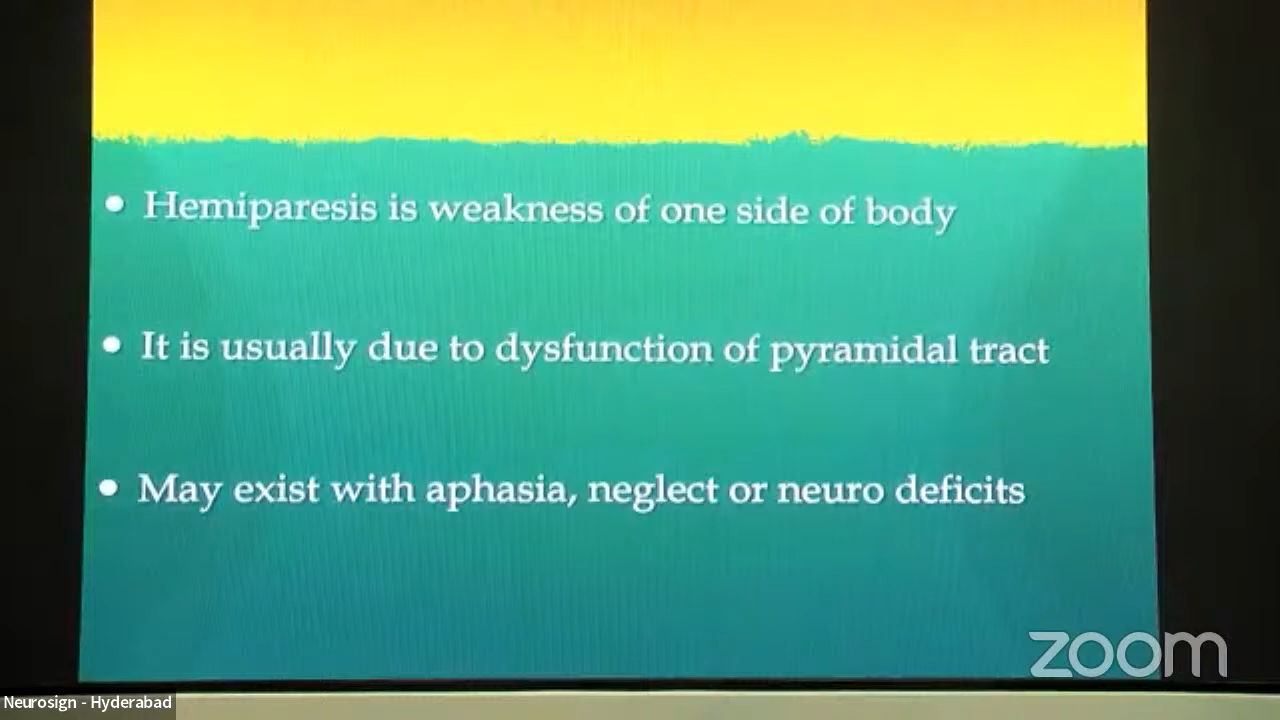 Hemiparesis is weakness of one side of body
It is usually due to dysfunction of pyramidal tract
May exist with aphasia, neglect or neuro deficits
zoom
Neurosign - Hyderabad